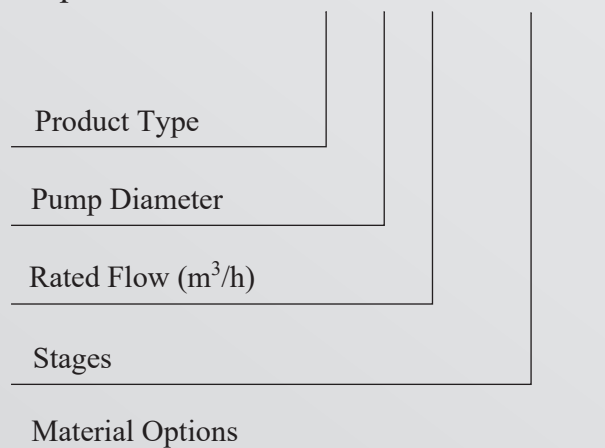 Product Type
Pump Diameter
Rated Flow (m³/h)
Stages
Material Options